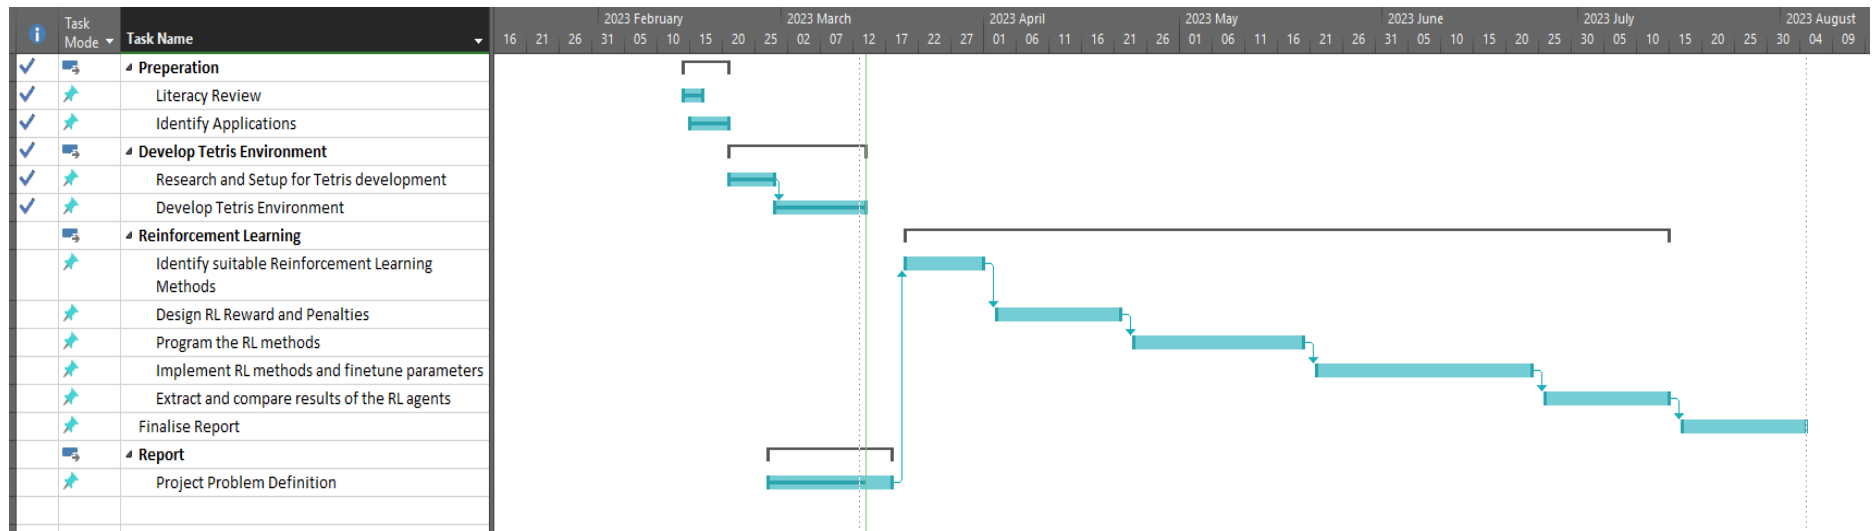 2023 February 2023 March 2023 April 2023 May 2023 June 2023 July 2023 August
Task
Mode Task Name 16 21 26 31 05 10 15 20 25 02 07 12 17 22 27 01 06 11 16 21 26 01 06 11 16 21 26 31 05 10 15 20 25 30 05 10 15 20 25 30 04 09
Preperation
Literacy Review
Identify Applications
Develop Tetris Environment
Research and Setup for Tetris development
Develop Tetris Environment
Reinforcement Learning
Identify suitable Reinforcement Learning
Methods
Design RL Reward and Penalties
Program the RL methods
Implement RL methods and finetune parameters
Extract and compare results of the RL agents
Finalise Report
Report
Project Problem Definition